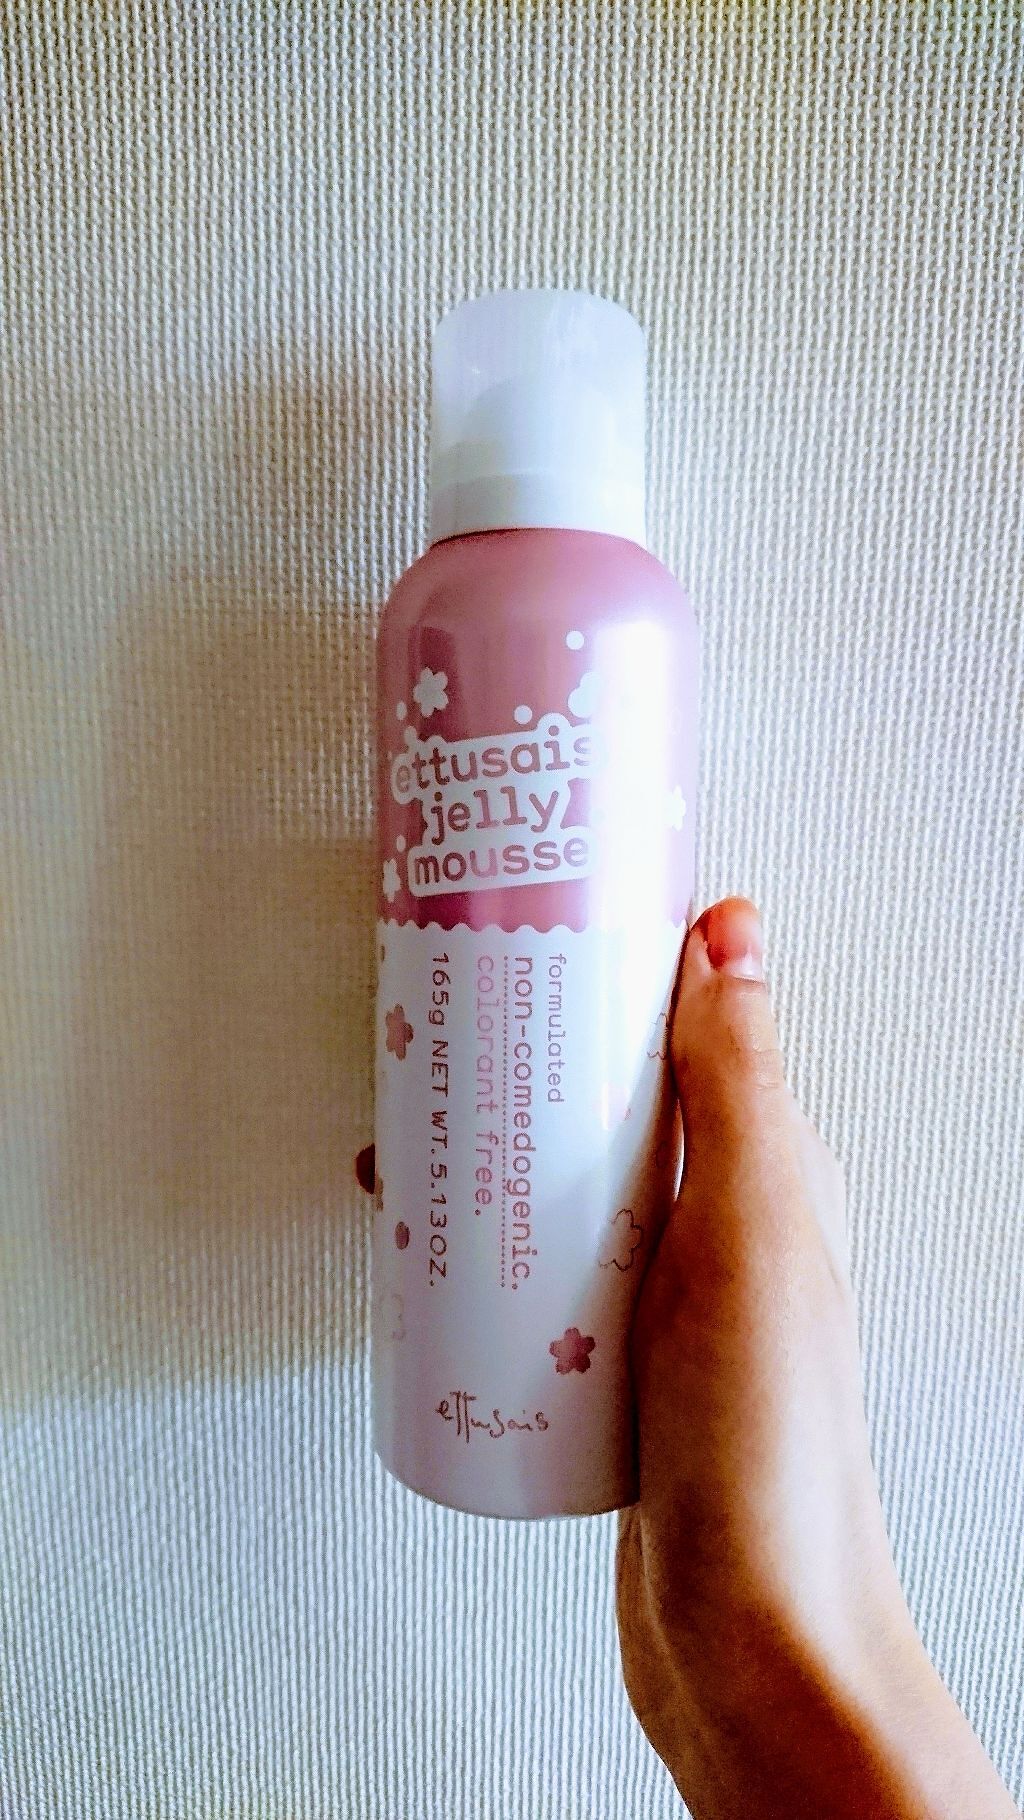 ettusais
jelly
mousse
formulated
non-comedogenic.
colorant free.
165g NET WT.5.13OZ.
ettusais